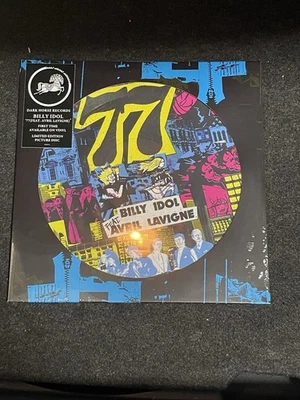 DARK HORSE RECORDS
BILLY IDOL
"77(FEAT. AVRIL LAVIGNE)"
FIRST TIME
AVAILABLE ON VINYL
LIMITED EDITION
PICTURE DISC
77
BILLY IDOL
FEAT.
AVRIL LAVIGNE